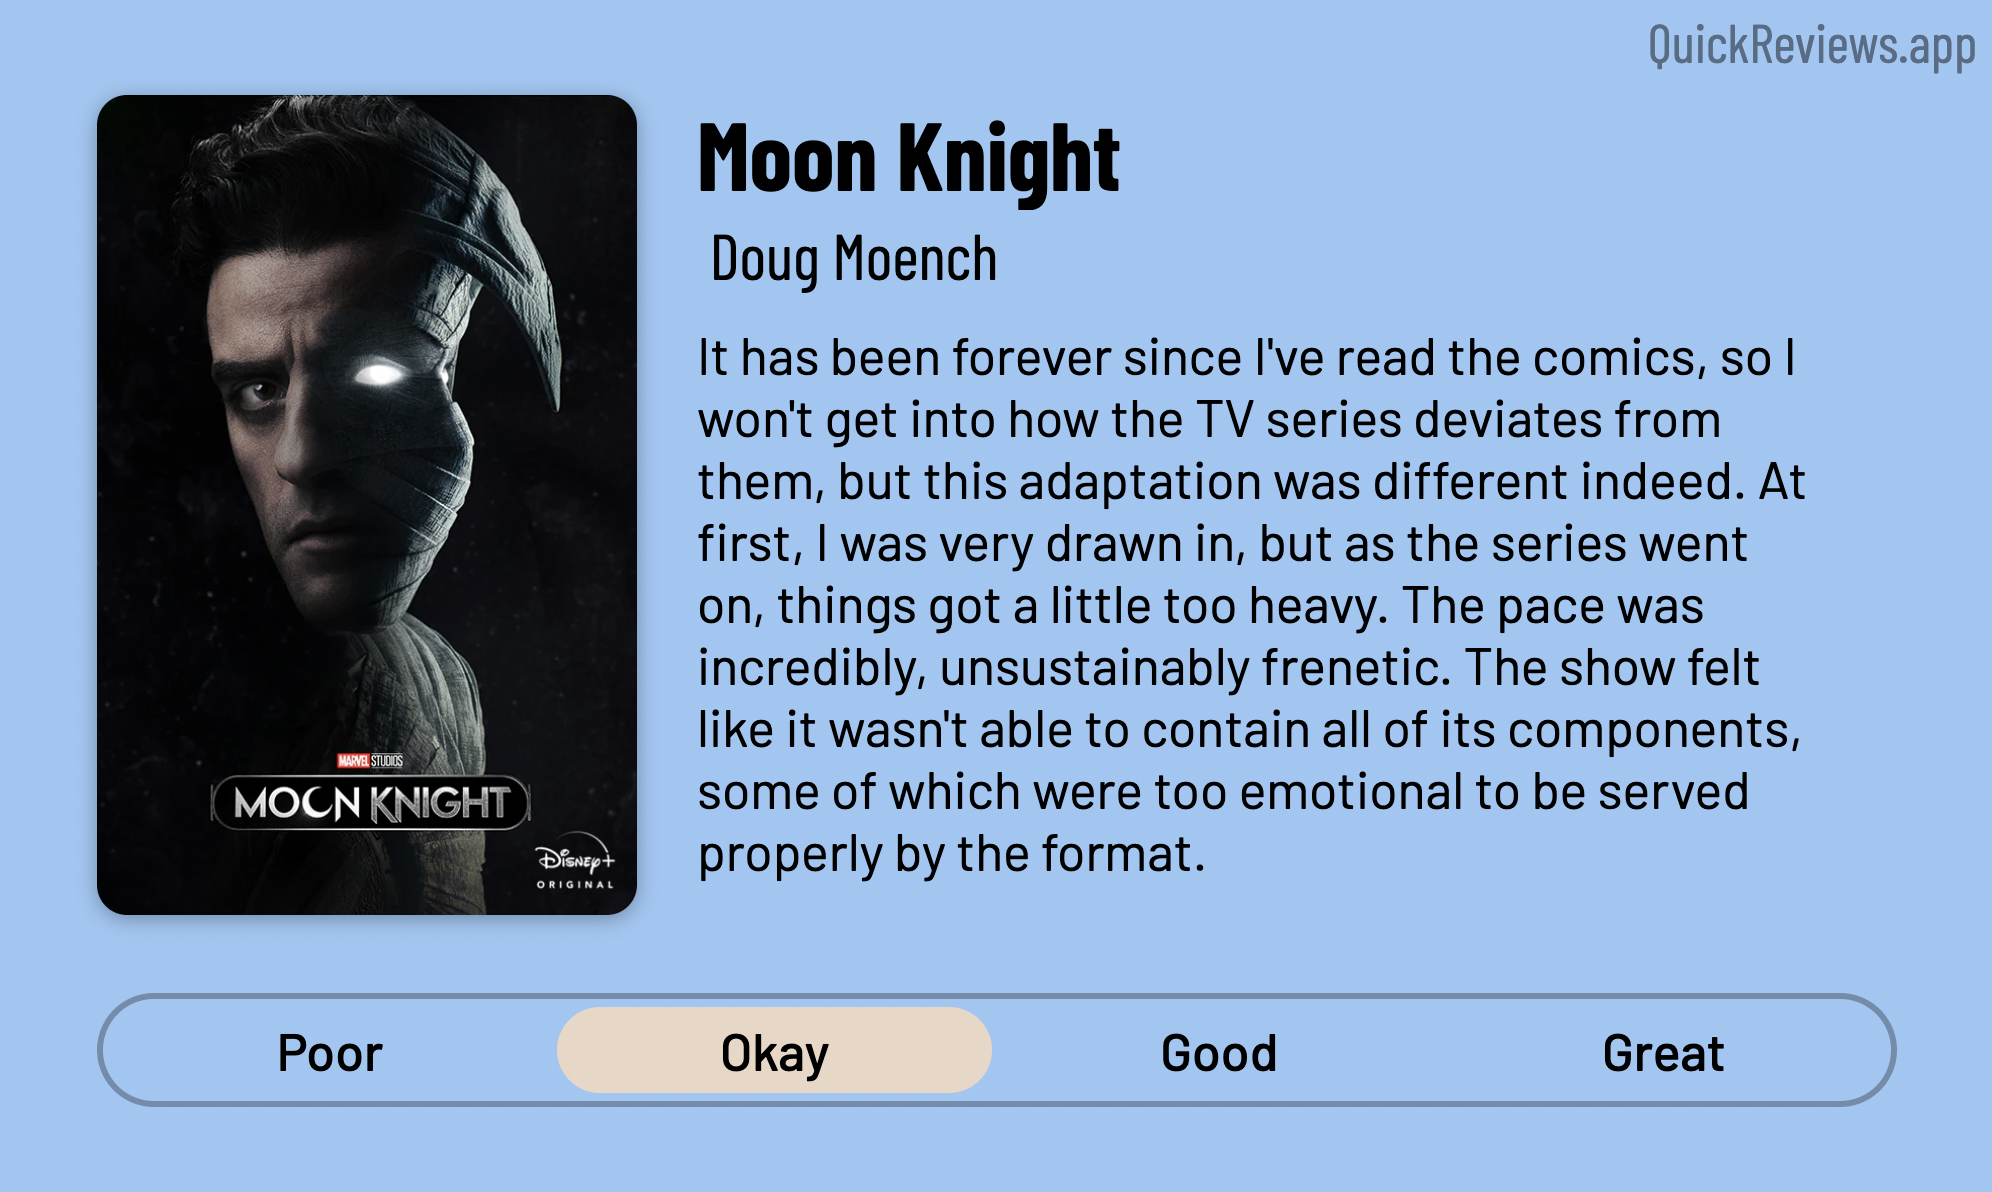 QuickReviews.app
Moon Knight
Doug Moench
It has been forever since I've read the comics, so I
won't get into how the TV series deviates from
them, but this adaptation was different indeed. At
first, I was very drawn in, but as the series went
on, things got a little too heavy. The pace was
incredibly, unsustainably frenetic. The show felt
like it wasn't able to contain all of its components,
some of which were too emotional to be served
properly by the format.
MARVEL STUDIOS
MOON KNIGHT
Disney+
ORIGINAL
Poor Okay Good Great